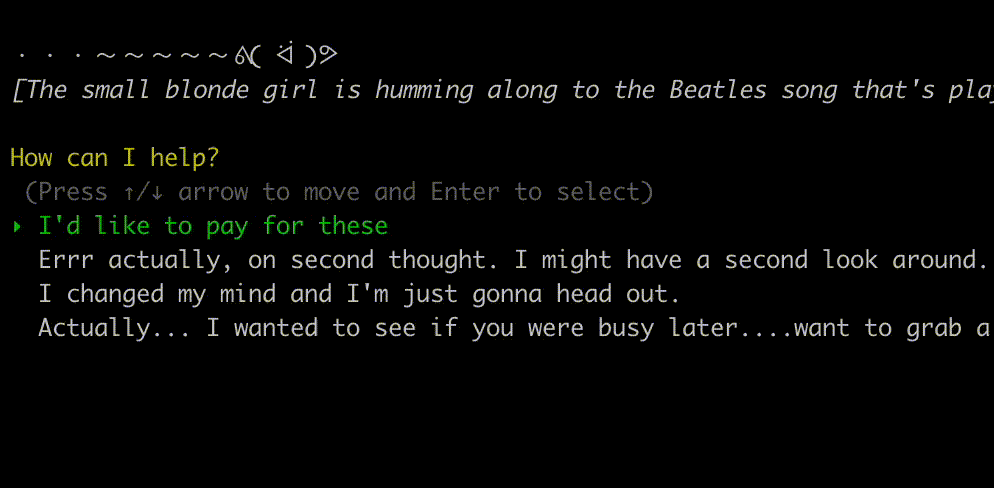 · · · ~ ~ ~ ~ ~ ᕕ( ᐛ )ᕗ
[The small blonde girl is humming along to the Beatles song that's play
How can I help?
(Press ↑/↓ arrow to move and Enter to select)
‣ I'd like to pay for these
Errr actually, on second thought. I might have a second look around.
I changed my mind and I'm just gonna head out.
Actually... I wanted to see if you were busy later....want to grab a